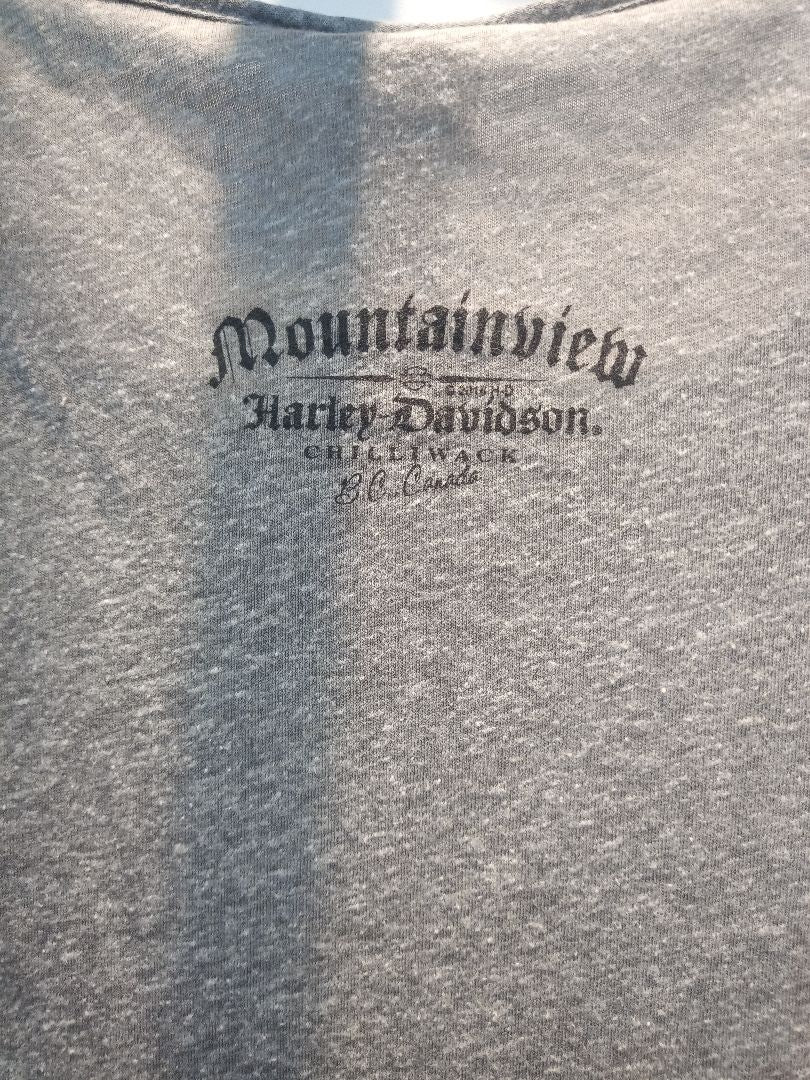 Mountainview
Harley-Davidson.
CHILLIWACK
B.C. Canada